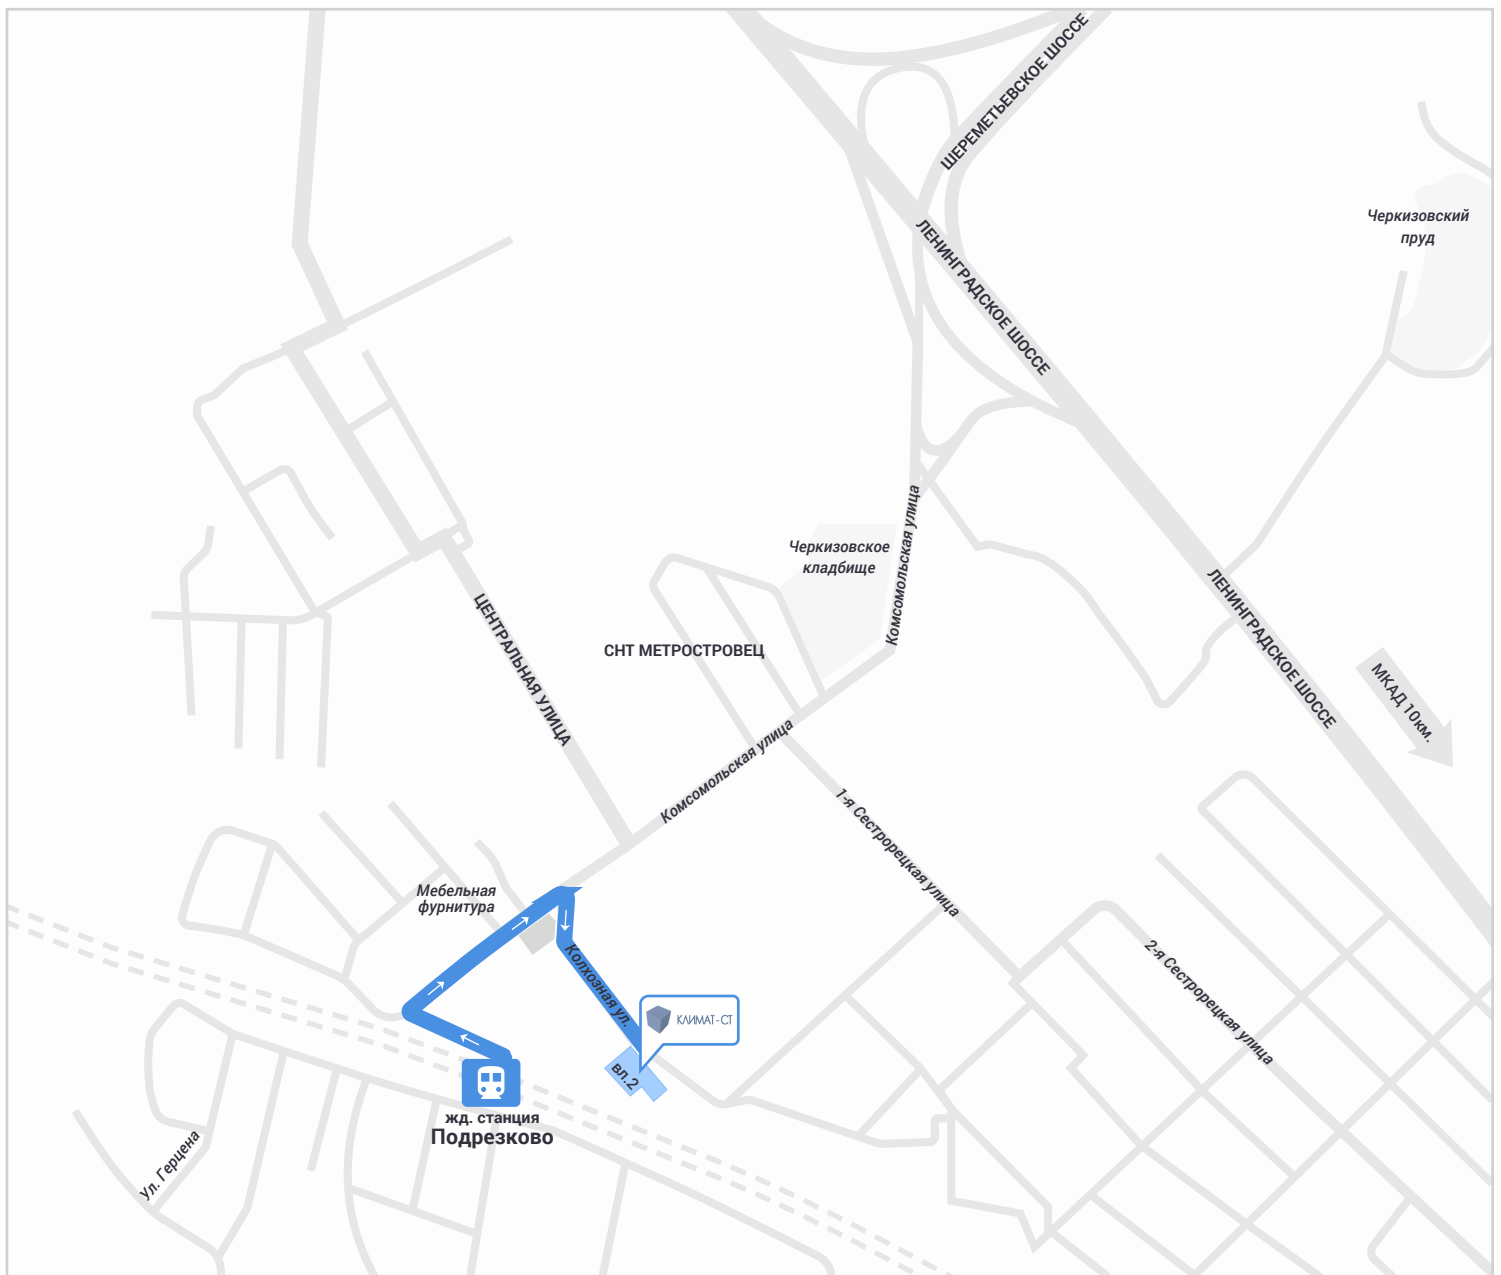 ШЕРЕМЕТЬЕВСКОЕ ШОССЕ
Черкизовский
пруд
ЛЕНИНГРАДСКОЕ ШОССЕ
Комсомольская улица
Черкизовское
кладбище
ЛЕНИНГРАДСКОЕ ШОССЕ
ЦЕНТРАЛЬНАЯ УЛИЦА
СНТ МЕТРОСТРОВЕЦ
МКАД 10км.
Комсомольская улица
1-я Сестрорецкая улица
Мебельная
фурнитура
2-я Сестрорецкая улица
Колхозная ул.
КЛИМАТ-СТ
вл.2
жд. станция
Подрезково
Ул. Герцена